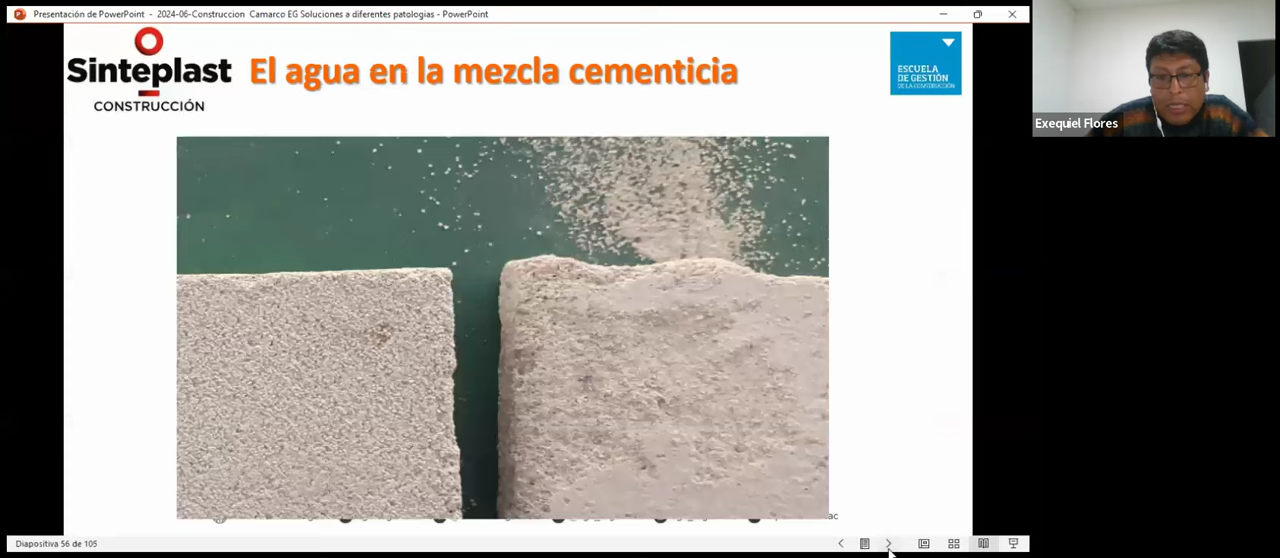 Presentación de PowerPoint - 2024-06-Construccion Camarco EG Soluciones a diferentes patologias - PowerPoint
Sinteplast
CONSTRUCCIÓN
El agua en la mezcla cementicia
ESCUELA
DE GESTIÓN
DE LA CONSTRUCCIÓN
Exequiel Flores
Diapositiva 56 de 105